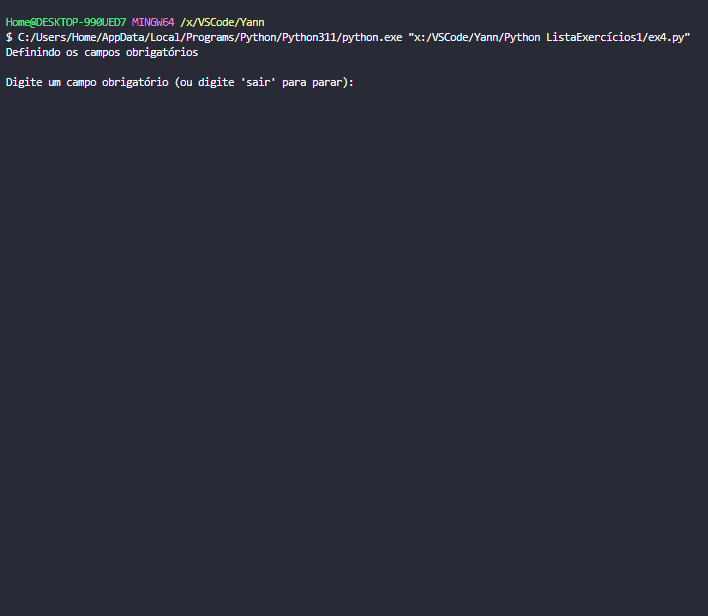 Home@DESKTOP-990UED7 MINGW64 /x/VSCode/Yann
$ C:/Users/Home/AppData/Local/Programs/Python/Python311/python.exe "x:/VSCode/Yann/Python ListaExercícios1/ex4.py"
Definindo os campos obrigatórios
Digite um campo obrigatório (ou digite 'sair' para parar):